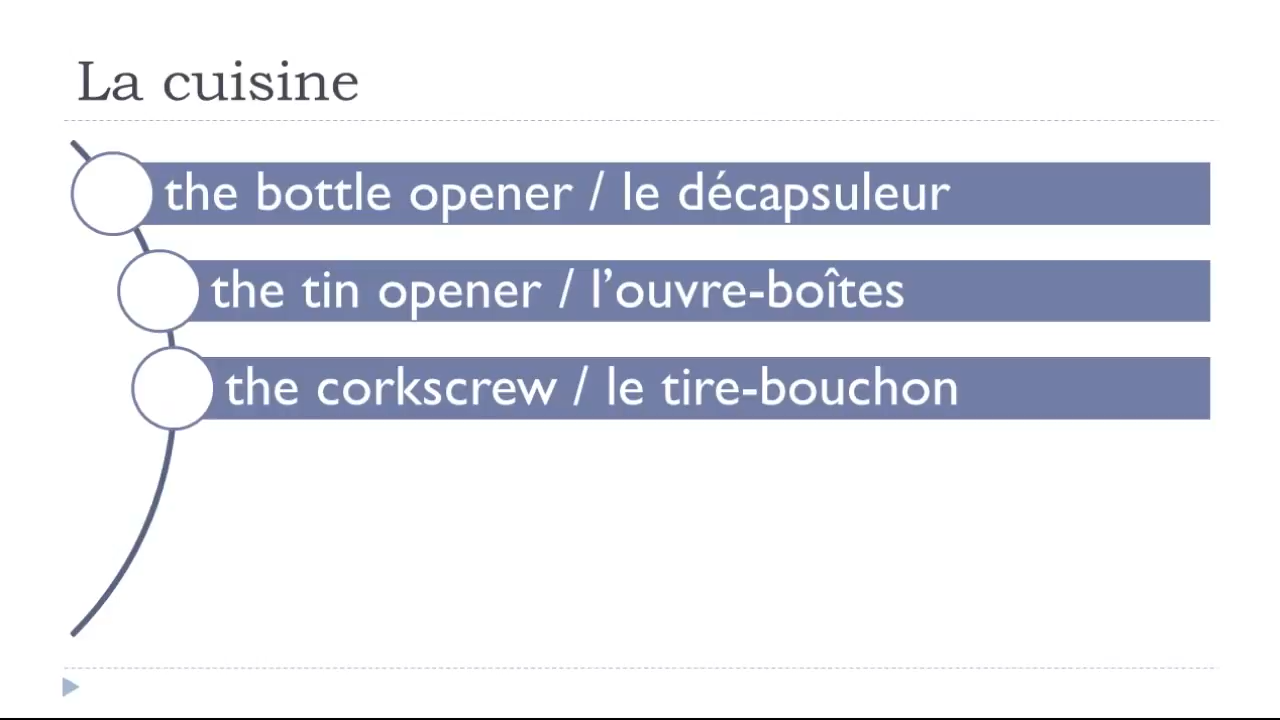 La cuisine
the bottle opener / le décapsuleur
the tin opener / l’ouvre-boîtes
the corkscrew / le tire-bouchon